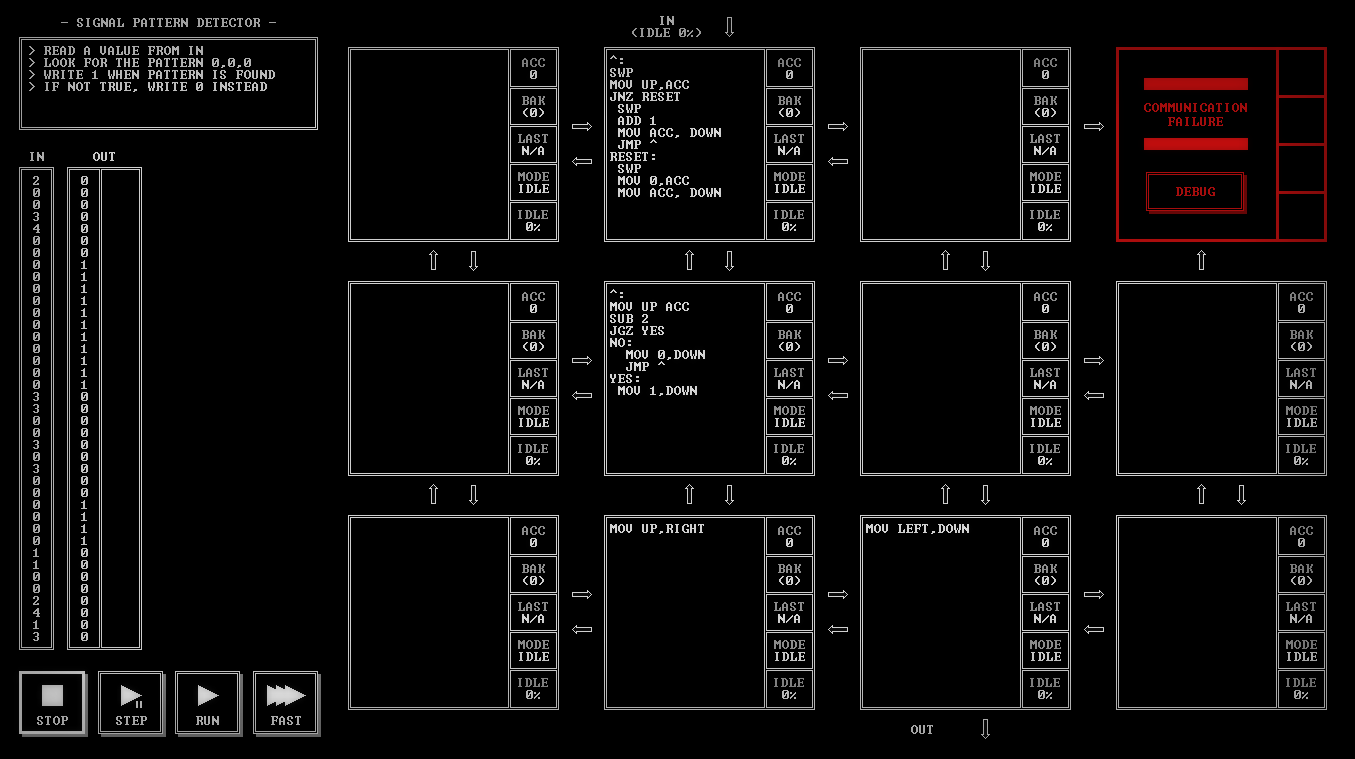 - SIGNAL PATTERN DETECTOR -
> READ A VALUE FROM IN
> LOOK FOR THE PATTERN 0,0,0
> WRITE 1 WHEN PATTERN IS FOUND
> IF NOT TRUE, WRITE 0 INSTEAD
IN OUT
2 0
0 0
0 0
3 0
4 0
0 0
0 0
0 1
0 1
0 1
0 1
0 1
0 1
0 1
0 1
0 1
0 1
0 1
3 0
3 0
0 0
0 0
3 0
0 0
3 0
0 0
0 0
0 1
0 1
0 1
0 1
1 0
1 0
0 0
0 0
2 0
4 0
1 0
3 0
STOP
STEP
RUN
FAST
IN
(IDLE 0%)
ACC
0
BAK
(0)
LAST
N/A
MODE
IDLE
IDLE
0%
^:
SWP
MOV UP,ACC
JNZ RESET
SWP
ADD 1
MOV ACC, DOWN
JMP ^
RESET:
SWP
MOV 0,ACC
MOV ACC, DOWN
ACC
0
BAK
(0)
LAST
N/A
MODE
IDLE
IDLE
0%
ACC
0
BAK
(0)
LAST
N/A
MODE
IDLE
IDLE
0%
COMMUNICATION
FAILURE
DEBUG
ACC
0
BAK
(0)
LAST
N/A
MODE
IDLE
IDLE
0%
^:
MOV UP ACC
SUB 2
JGZ YES
NO:
MOV 0,DOWN
JMP ^
YES:
MOV 1,DOWN
ACC
0
BAK
(0)
LAST
N/A
MODE
IDLE
IDLE
0%
ACC
0
BAK
(0)
LAST
N/A
MODE
IDLE
IDLE
0%
ACC
0
BAK
(0)
LAST
N/A
MODE
IDLE
IDLE
0%
ACC
0
BAK
(0)
LAST
N/A
MODE
IDLE
IDLE
0%
MOV UP,RIGHT
ACC
0
BAK
(0)
LAST
N/A
MODE
IDLE
IDLE
0%
MOV LEFT,DOWN
ACC
0
BAK
(0)
LAST
N/A
MODE
IDLE
IDLE
0%
ACC
0
BAK
(0)
LAST
N/A
MODE
IDLE
IDLE
0%
OUT